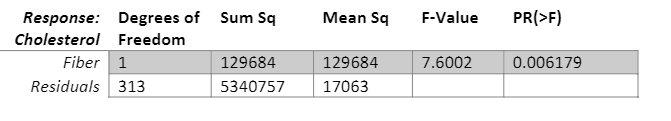 Response: Degrees of Sum Sq Mean Sq F-Value PR(>F)
Cholesterol Freedom
Fiber 1 129684 129684 7.6002 0.006179
Residuals 313 5340757 17063